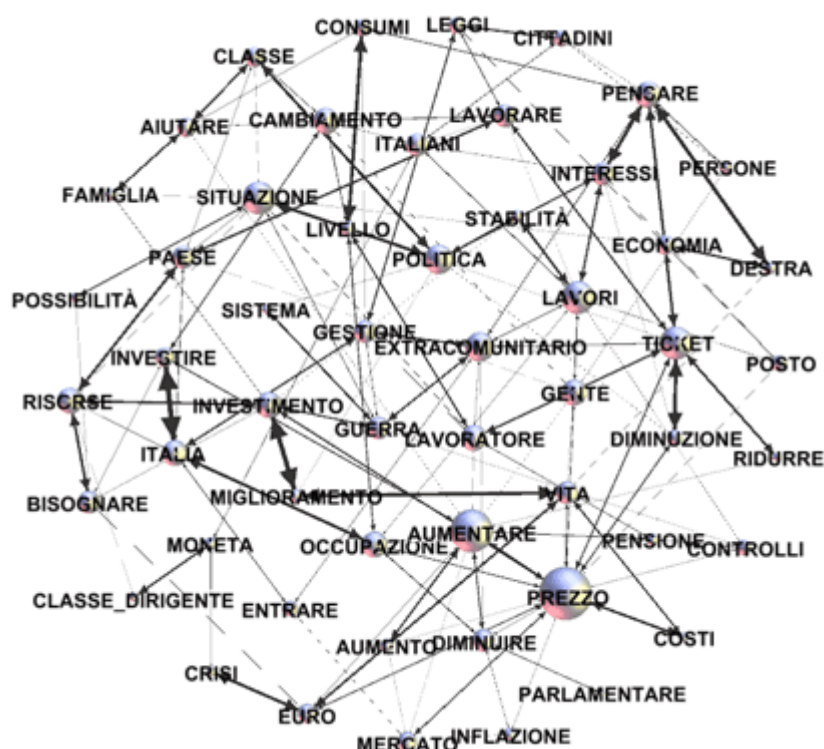 CONSUMI
LEGGI
CITTADINI
CLASSE
PENSARE
CAMBIAMENTO
LAVORARE
AIUTARE
ITALIANI
PERSONE
INTERESSI
FAMIGLIA
SITUAZIONE
STABILITÀ
LIVELLO
ECONOMIA
PAESE
POLITICA
DESTRA
POSSIBILITÀ
LAVORI
SISTEMA
GESTIONE
TICKET
EXTRACOMUNITARIO
INVESTIRE
POSTO
GENTE
RISCRSE
INVESTIMENTO
GUERRA
LAVORATORE
DIMINUZIONE
ITALIA
RIDURRE
MIGLIORAMENTO
VITA
BISOGNARE
AUMENTARE
MONETA
OCCUPAZIONE
PENSIONE
CONTROLLI
CLASSE_DIRIGENTE
PREZZO
ENTRARE
COSTI
AUMENTO
DIMINUIRE
CRISI
PARLAMENTARE
EURO
INFLAZIONE
MERCATO